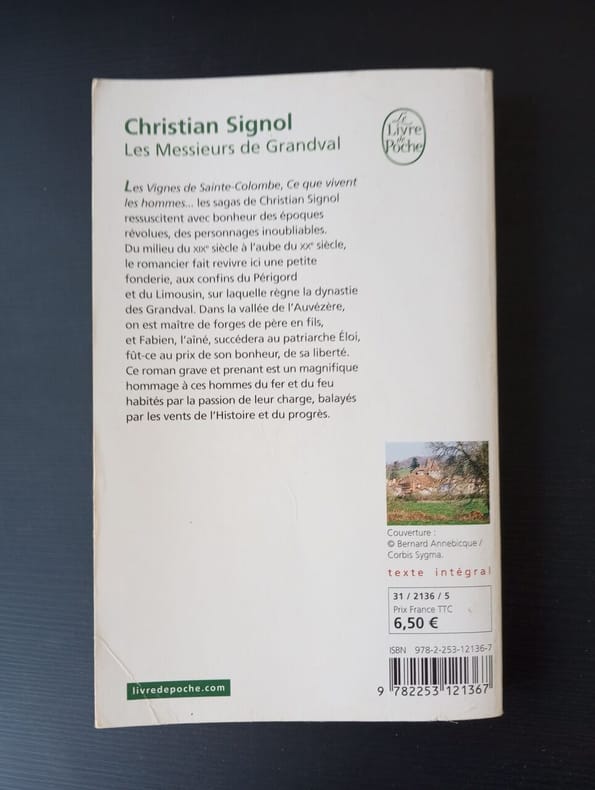 Christian Signol
Les Messieurs de Grandval
Le
Livre
de
Poche
Les Vignes de Sainte-Colombe, Ce que vivent
les hommes... les sagas de Christian Signol
ressuscitent avec bonheur des époques
révolues, des personnages inoubliables.
Du milieu du XIXe siècle à l'aube du XXe siècle,
le romancier fait revivre ici une petite
fonderie, aux confins du Périgord
et du Limousin, sur laquelle règne la dynastie
des Grandval. Dans la vallée de l'Auvézère,
on est maître de forges de père en fils,
et Fabien, l'aîné, succédera au patriarche Éloi,
fût-ce au prix de son bonheur, de sa liberté.
Ce roman grave et prenant est un magnifique
hommage à ces hommes du fer et du feu
habités par la passion de leur charge, balayés
par les vents de l'Histoire et du progrès.
Couverture :
© Bernard Annebicque /
Corbis Sygma.
texte intégral
31 / 2136 / 5
Prix France TTC
6,50 €
ISBN 978-2-253-12136-7
9 782253 121367
livredepoche.com